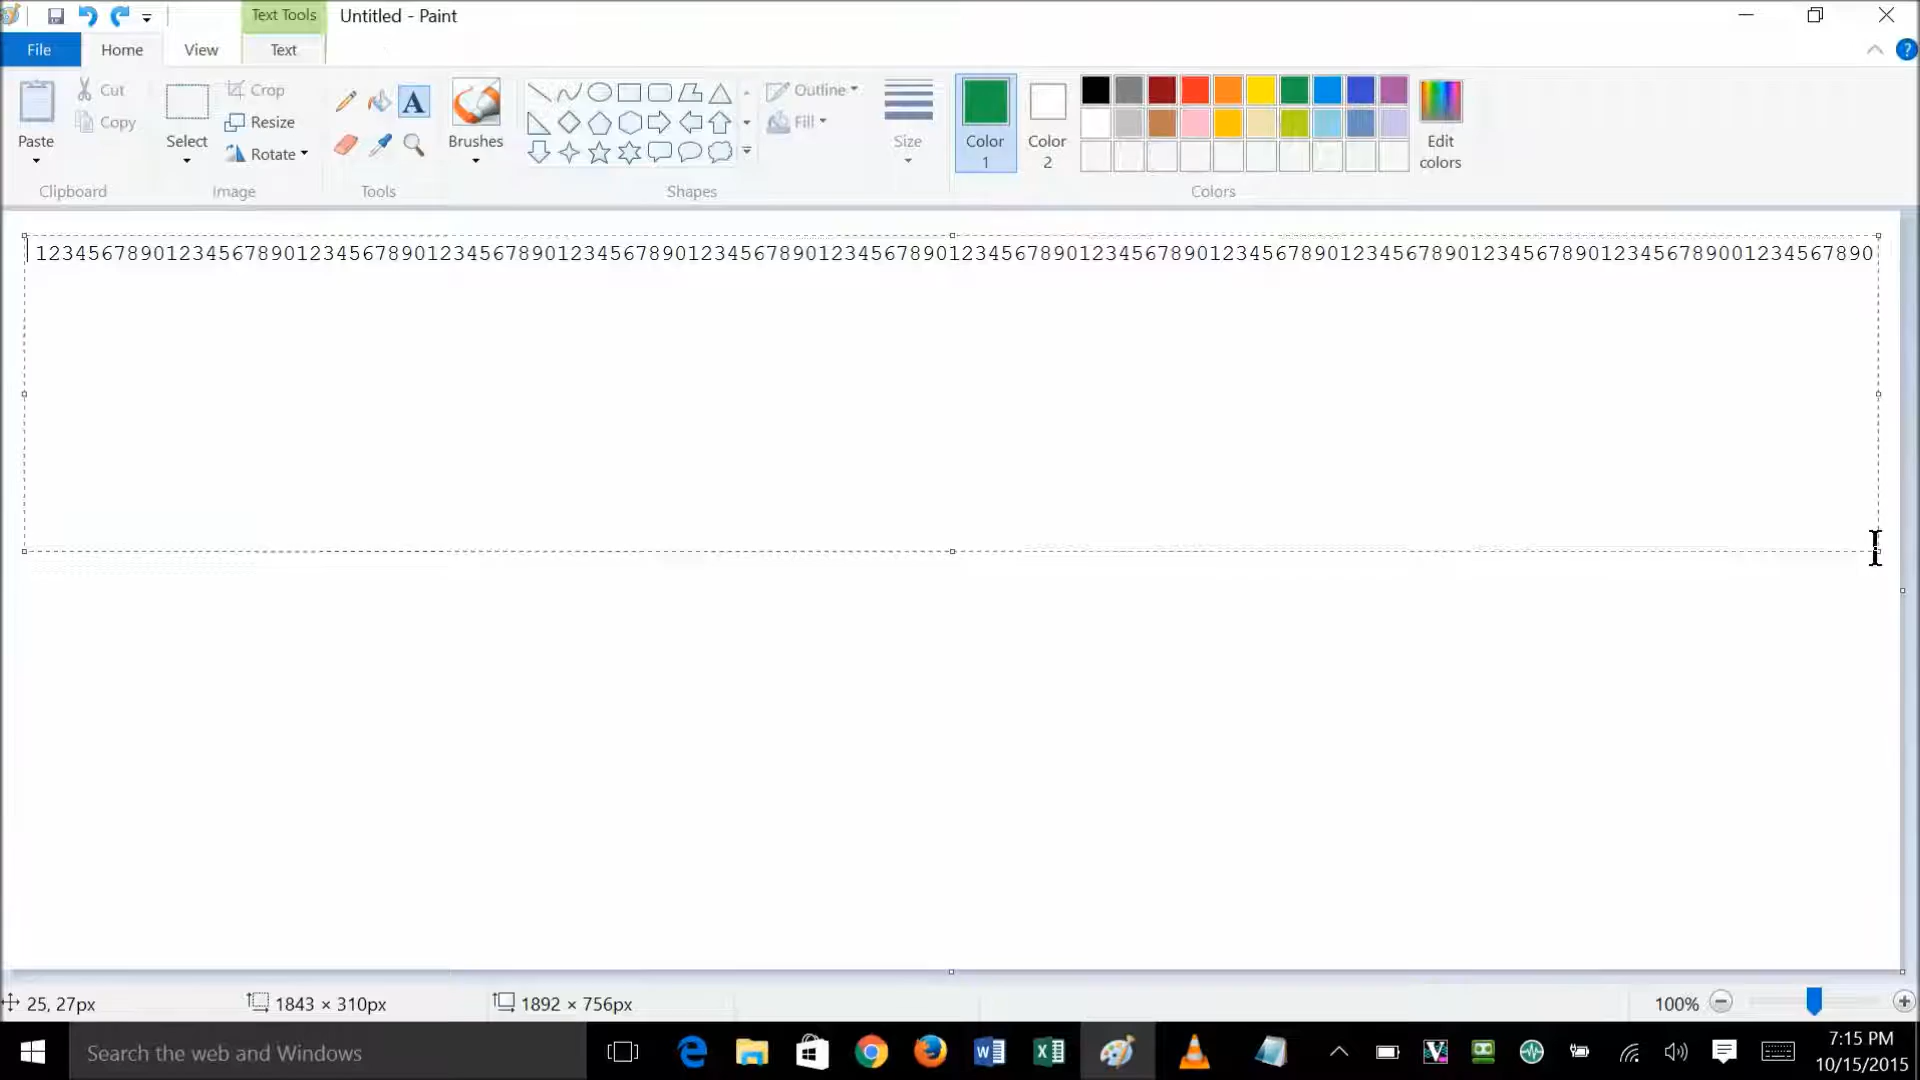 Text Tools Untitled - Paint
File Home View Text
Paste Cut Copy Clipboard
Select Crop Resize Rotate Image
Tools
Brushes
Shapes Outline Fill
Size
Color 1 Color 2 Edit colors Colors
123456789012345678901234567890123456789012345678901234567890123456789012345678901234567890123456789012345678901234567890123456789001234567890
25, 27px 1843 × 310px 1892 × 756px 100%
Search the web and Windows 7:15 PM
10/15/2015